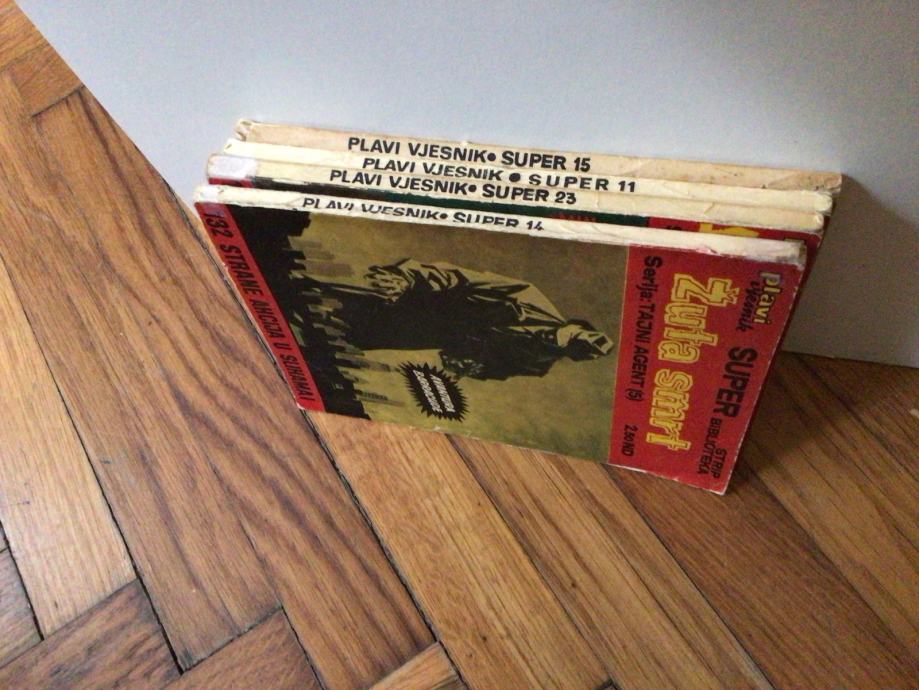 PLAVI VJESNIK • SUPER 15
PLAVI VJESNIK • SUPER 11
PLAVI VJESNIK • SUPER 23
PLAVI VJESNIK • SUPER 14
plavi
vjesnik
SUPER STRIP
BIBLIOTEKA
Žuta smrt
Serija: TAJNI AGENT (5)
2,50 ND
132 STRANE AKCIJA U SLIKAMA!